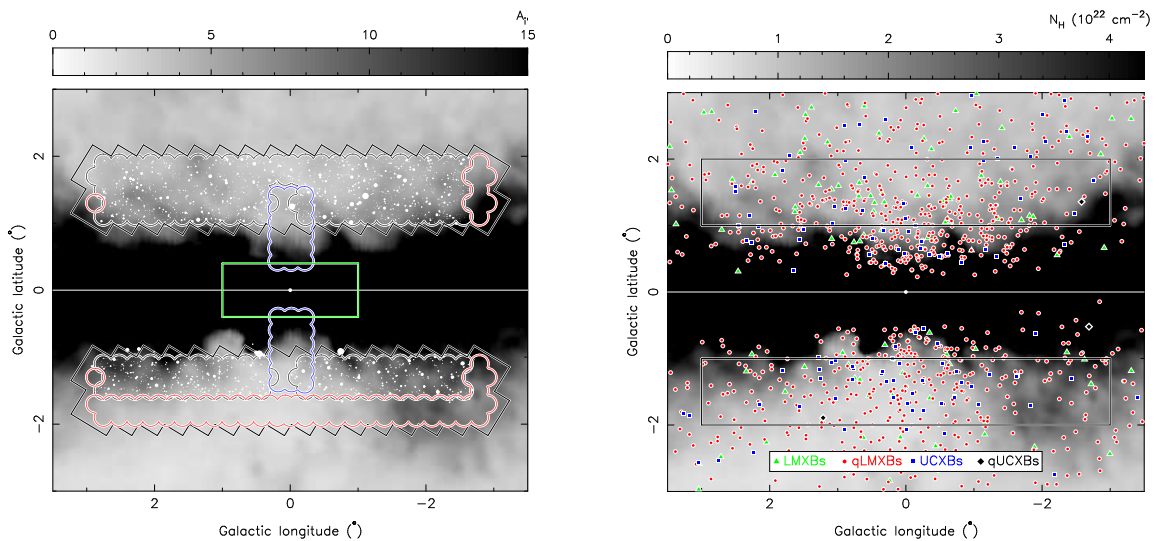 A_i'
0 5 10 15
2
0
−2
Galactic latitude (°)
2 0 −2
Galactic longitude (°)
N_H (10^22 cm^−2)
0 1 2 3 4
2
0
−2
Galactic latitude (°)
LMXBs qLMXBs UCXBs qUCXBs
2 0 −2
Galactic longitude (°)